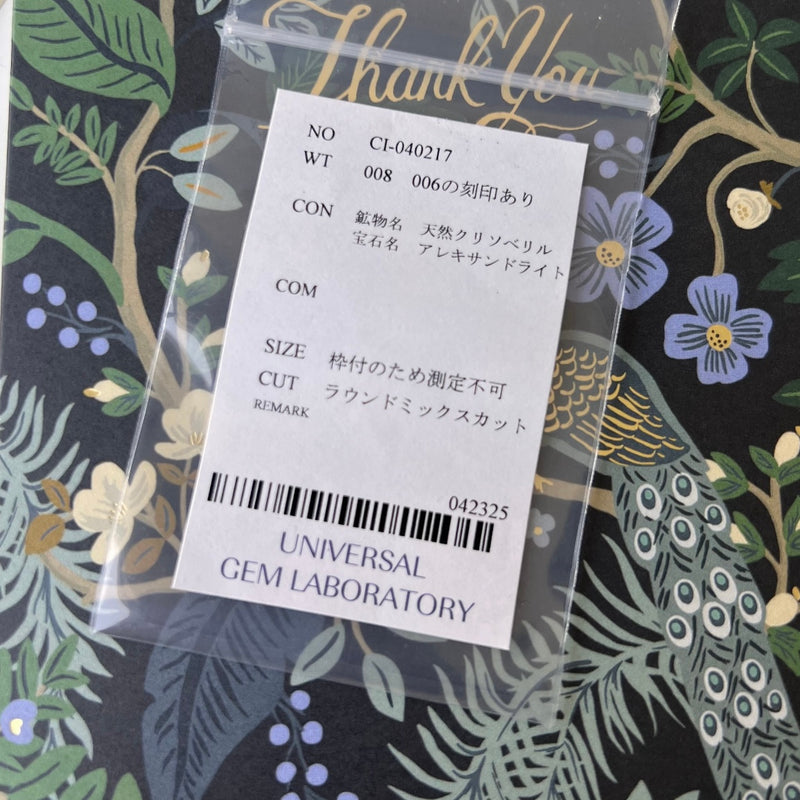 Thank You
NO CI-040217
WT 008 006の刻印あり
CON 鉱物名 天然クリソベリル
宝石名 アレキサンドライト
COM
SIZE 枠付のため測定不可
CUT ラウンドミックスカット
REMARK
042325
UNIVERSAL
GEM LABORATORY